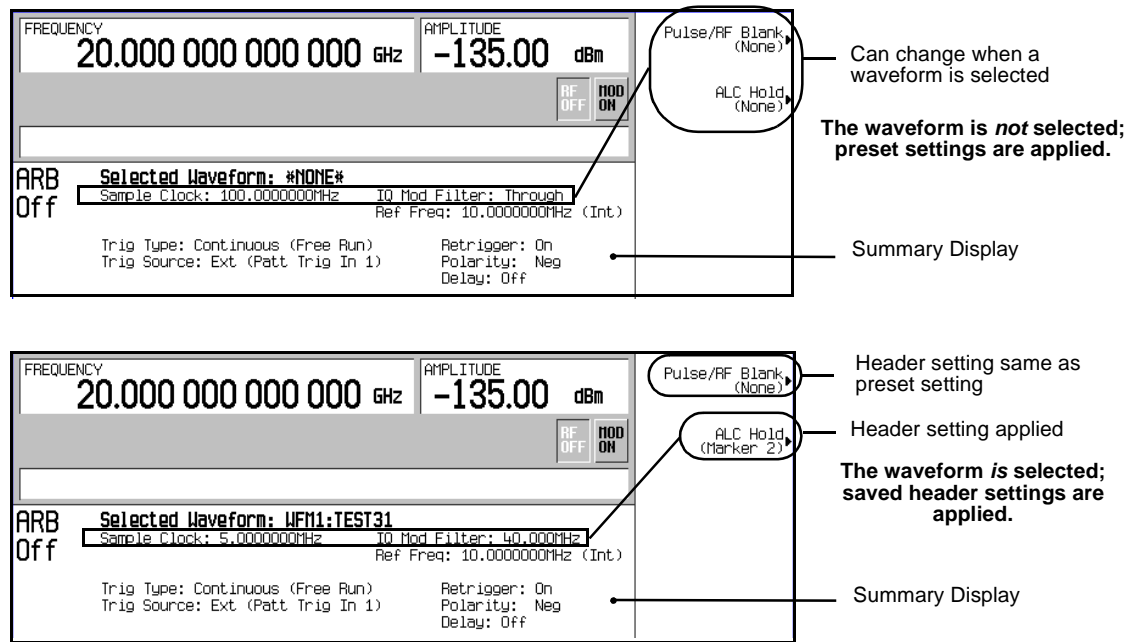 FREQUENCY
20.000 000 000 000 GHz
AMPLITUDE
-135.00 dBm
RF OFF
MOD ON
Pulse/RF Blank
(None)
ALC Hold
(None)
Can change when a
waveform is selected
The waveform is not selected;
preset settings are applied.
ARB
Off
Selected Waveform: *NONE*
Sample Clock: 100.0000000MHz IQ Mod Filter: Through
Ref Freq: 10.0000000MHz (Int)
Trig Type: Continuous (Free Run) Retrigger: On
Trig Source: Ext (Patt Trig In 1) Polarity: Neg
Delay: Off
Summary Display
FREQUENCY
20.000 000 000 000 GHz
AMPLITUDE
-135.00 dBm
RF OFF
MOD ON
Pulse/RF Blank
(None)
ALC Hold
(Marker 2)
Header setting same as
preset setting
Header setting applied
The waveform is selected;
saved header settings are
applied.
ARB
Off
Selected Waveform: WFM1:TEST31
Sample Clock: 5.0000000MHz IQ Mod Filter: 40.000MHz
Ref Freq: 10.0000000MHz (Int)
Trig Type: Continuous (Free Run) Retrigger: On
Trig Source: Ext (Patt Trig In 1) Polarity: Neg
Delay: Off
Summary Display